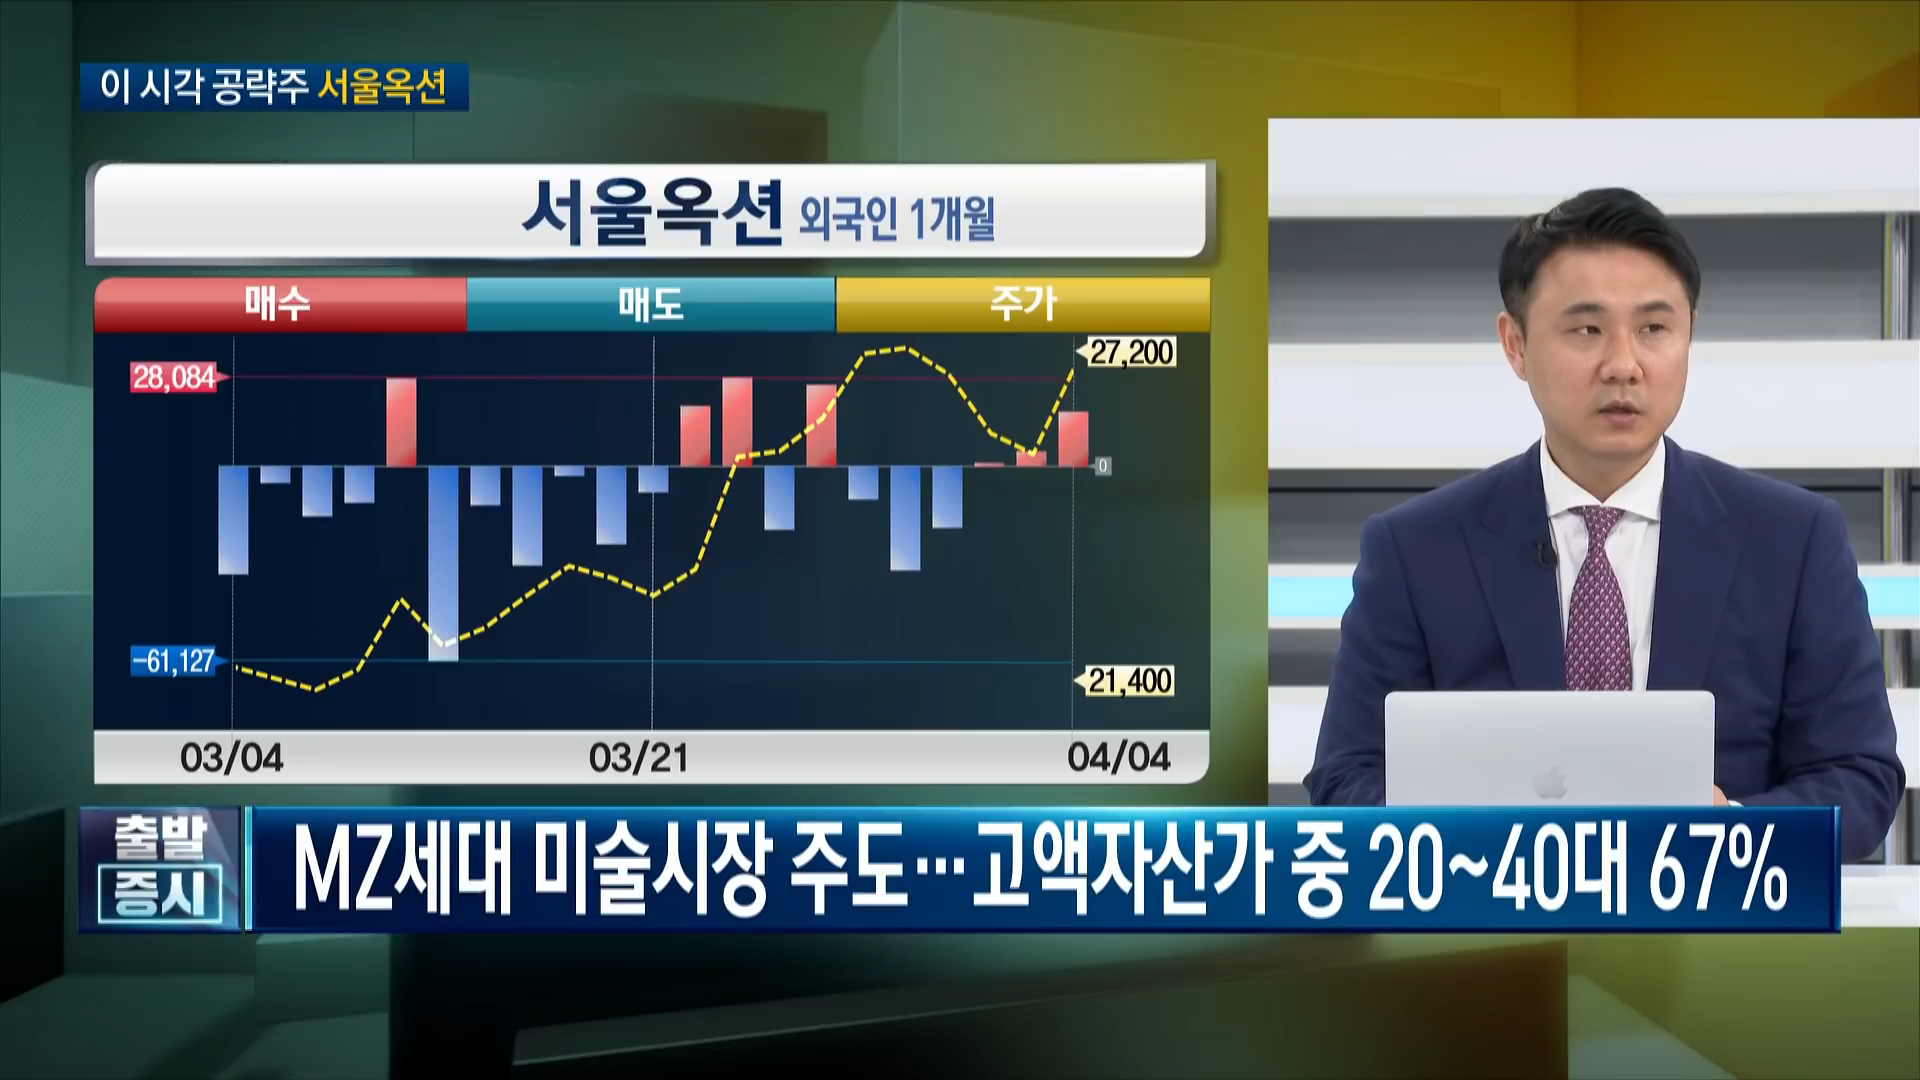 이 시각 공략주 서울옥션
서울옥션 외국인 1개월
매수 매도 주가
27,200
28,084
0
-61,127
21,400
03/04 03/21 04/04
출발
증시
MZ세대 미술시장 주도…고액자산가 중 20~40대 67%